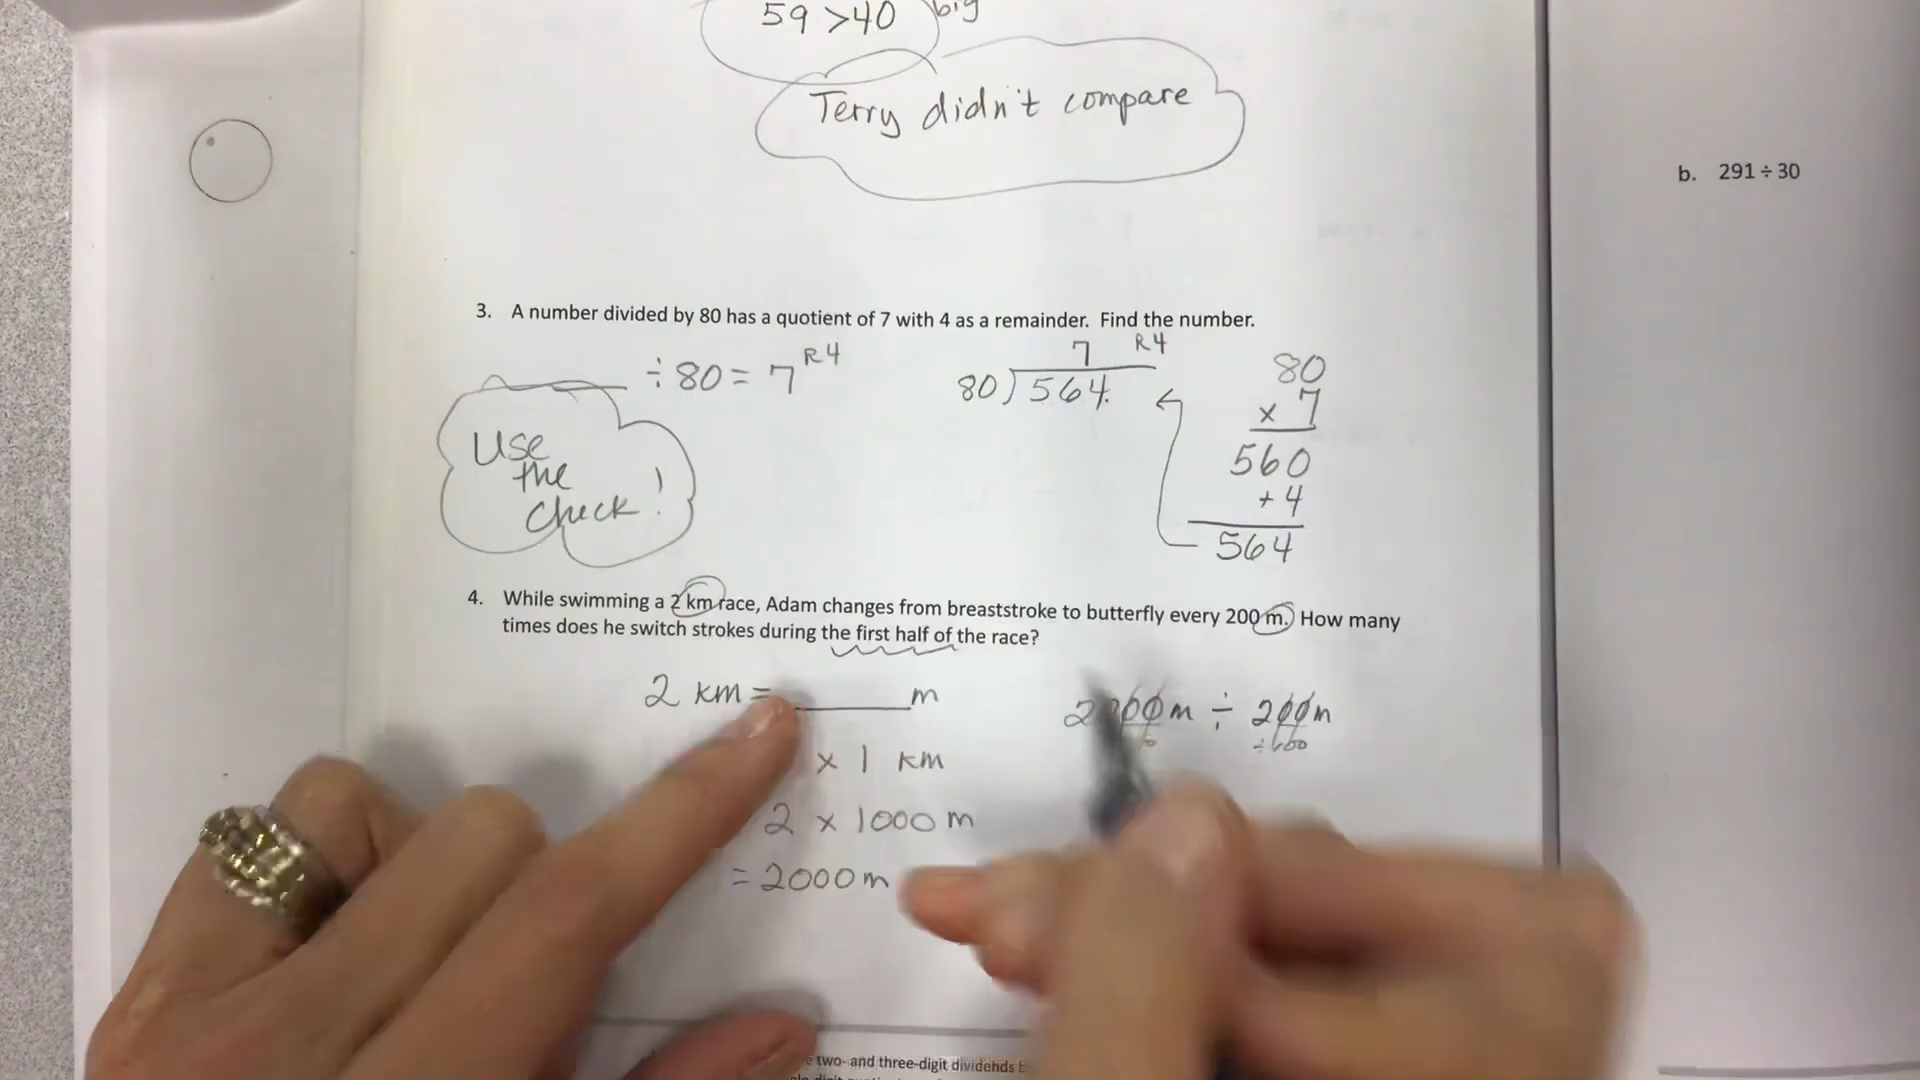 59 > 40 big
Terry didn't compare
b. 291 ÷ 30
3. A number divided by 80 has a quotient of 7 with 4 as a remainder. Find the number.
÷ 80 = 7 R4
Use
the
check!
7 R4
80) 564.
80
x 7
560
+ 4
564
4. While swimming a 2 km race, Adam changes from breaststroke to butterfly every 200 m. How many
times does he switch strokes during the first half of the race?
2 km = ______ m
x 1 km
2 x 1000 m
= 2000 m
2000 m ÷ 200 m
÷ 100
two- and three-digit dividends